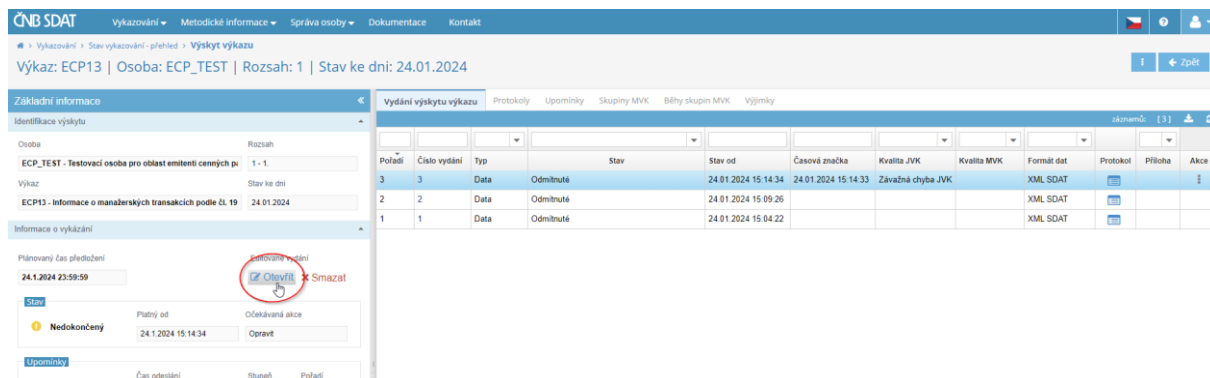 ČNB SDAT Vykazování Metodické informace Správa osoby Dokumentace Kontakt
Vykazování › Stav vykazování - přehled › Výskyt výkazu
Výkaz: ECP13 | Osoba: ECP_TEST | Rozsah: 1 | Stav ke dni: 24.01.2024
Zpět
Základní informace
Vydání výskytu výkazu Protokoly Upomínky Skupiny MVK Běhy skupin MVK Výjimky
Identifikace výskytu
záznamů: [3]
Osoba Rozsah
ECP_TEST - Testovací osoba pro oblast emitenti cenných pa 1 - 1.
Výkaz Stav ke dni
ECP13 - Informace o manažerských transakcích podle čl. 19 24.01.2024
Informace o vykázání
Plánovaný čas předložení Editované vydání
24.1.2024 23:59:59 Otevřít Smazat
Stav
Platný od Očekávaná akce
Nedokončený 24.1.2024 15:14:34 Opravit
Upomínky
Čas odeslání Stupeň Pořadí
Pořadí Číslo vydání Typ Stav Stav od Časová značka Kvalita JVK Kvalita MVK Formát dat Protokol Příloha Akce
3 3 Data Odmítnuté 24.01.2024 15:14:34 24.01.2024 15:14:33 Závažná chyba JVK XML SDAT
2 2 Data Odmítnuté 24.01.2024 15:09:26 XML SDAT
1 1 Data Odmítnuté 24.01.2024 15:04:22 XML SDAT